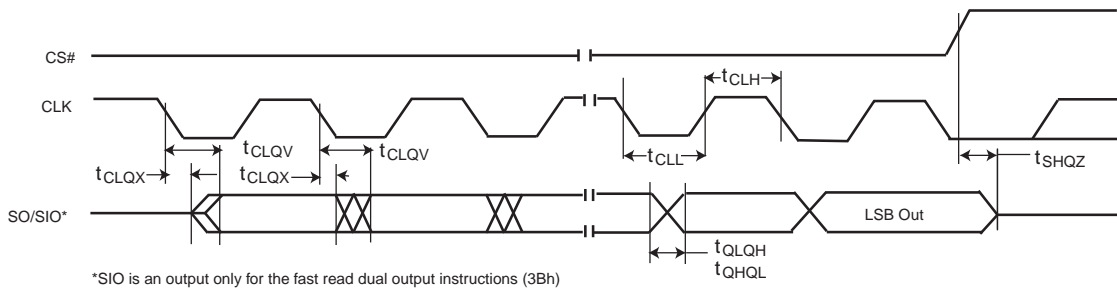 CS#
CLK
tCLH
tCLQV
tCLQV
tCLL
tSHQZ
tCLQX
tCLQX
SO/SIO*
LSB Out
tQLQH
tQHQL
*SIO is an output only for the fast read dual output instructions (3Bh)